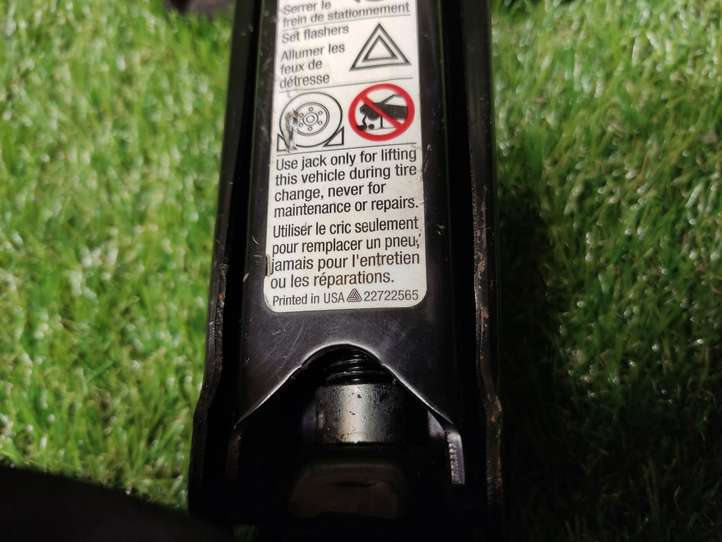 Serrer le
frein de stationnement
Set flashers
Allumer les
feux de
détresse
Use jack only for lifting
this vehicle during tire
change, never for
maintenance or repairs.
Utiliser le cric seulement
pour remplacer un pneu,
jamais pour l'entretien
ou les réparations.
Printed in USA 22722565